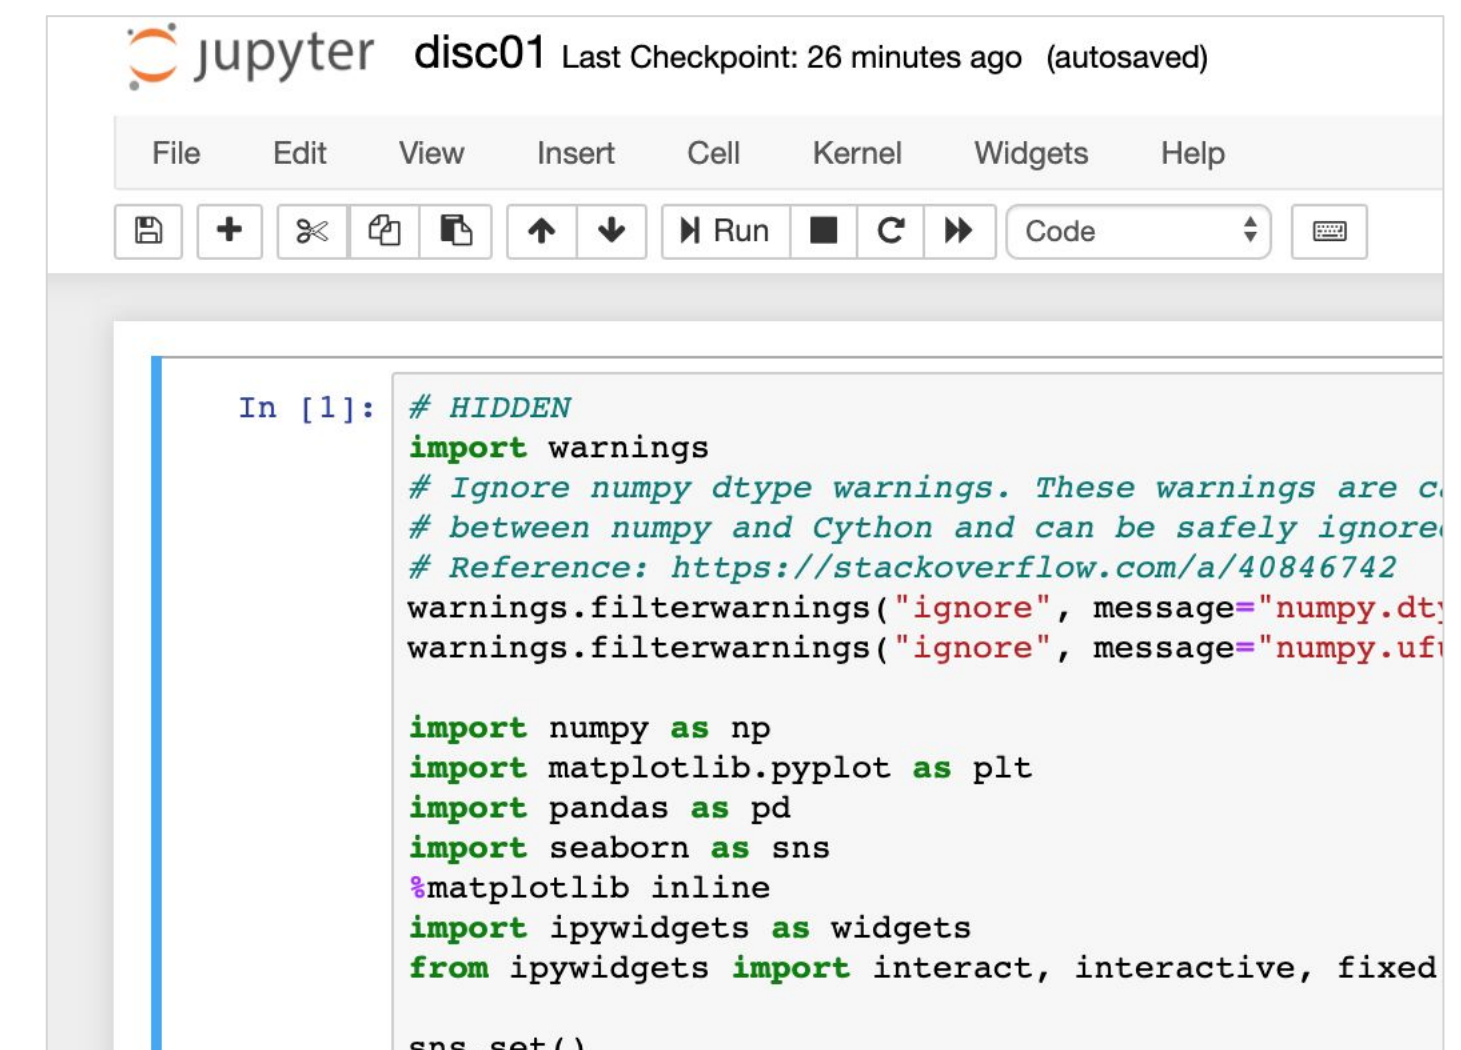 jupyter disc01 Last Checkpoint: 26 minutes ago (autosaved)
File Edit View Insert Cell Kernel Widgets Help
Run Code
In [1]: # HIDDEN
import warnings
# Ignore numpy dtype warnings. These warnings are
# between numpy and Cython and can be safely
# Reference: https://stackoverflow.com/a/40846742
warnings.filterwarnings("ignore", message="numpy.dt
warnings.filterwarnings("ignore", message="numpy.uf
import numpy as np
import matplotlib.pyplot as plt
import pandas as pd
import seaborn as sns
%matplotlib inline
import ipywidgets as widgets
from ipywidgets import interact, interactive, fixed
sns.set()